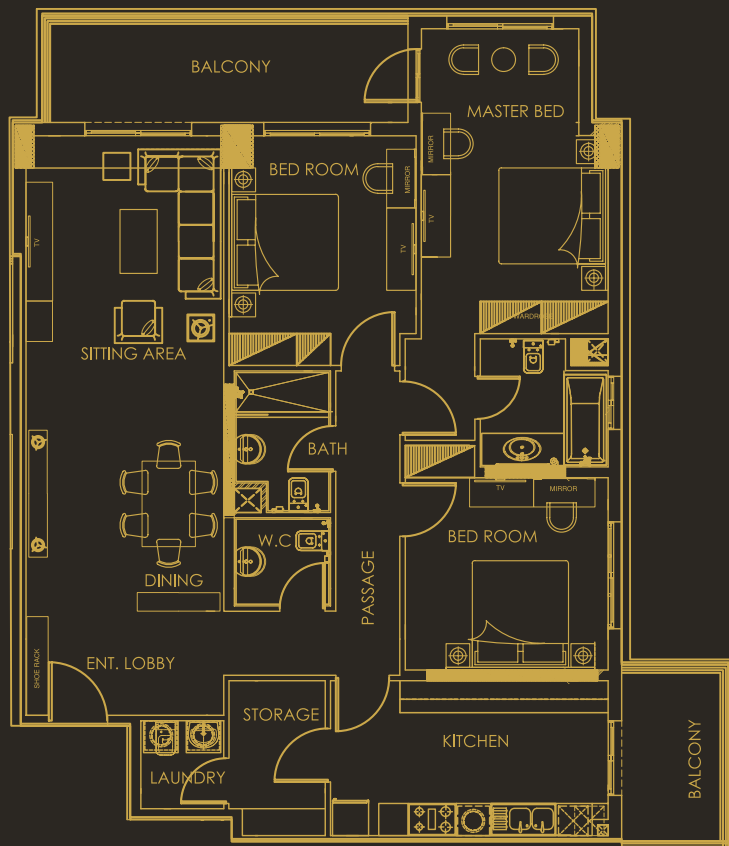 BALCONY
MASTER BED
MIRROR
BED ROOM
MIRROR
TV
TV
TV
WARDROBE
SITTING AREA
BATH
TV
MIRROR
W.C
BED ROOM
PASSAGE
DINING
SHOE RACK
ENT. LOBBY
STORAGE
KITCHEN
BALCONY
LAUNDRY